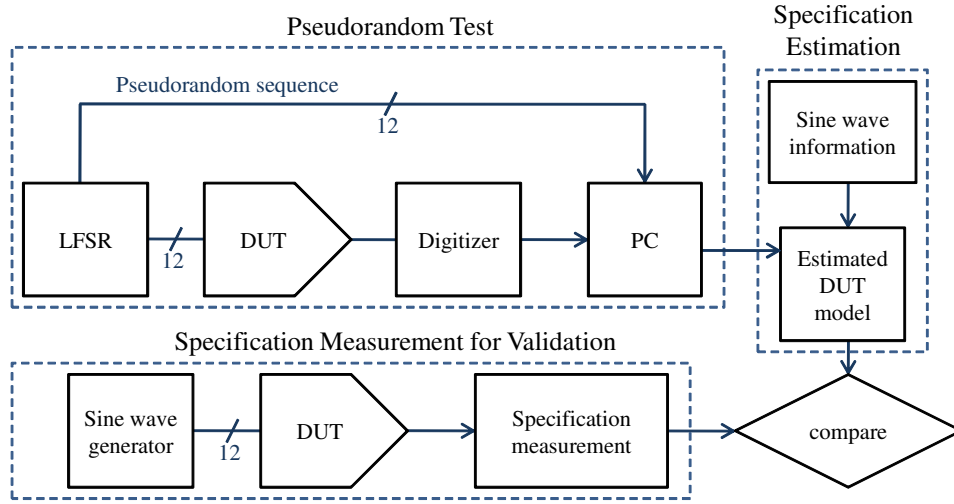 Pseudorandom Test
Specification
Estimation
Pseudorandom sequence
12
Sine wave
information
LFSR
12
DUT
Digitizer
PC
Estimated
DUT
model
Specification Measurement for Validation
Sine wave
generator
12
DUT
Specification
measurement
compare